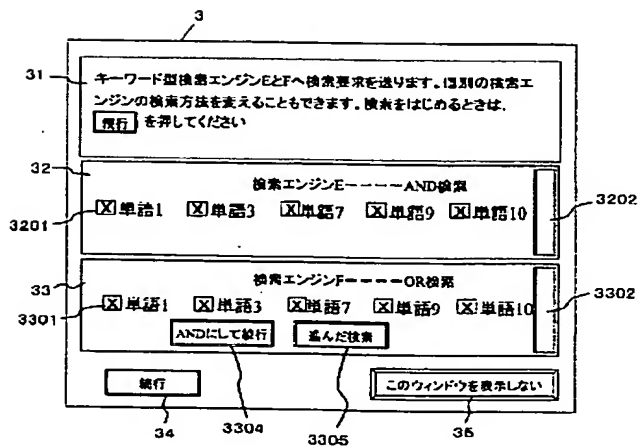 3
31
キーワード型検索エンジンEとFへ検索要求を送ります。個別の検索エ
ンジンの検索方法を変えることもできます。検索をはじめるときは、
続行 を押してください
32
検索エンジンE----AND検索
3201
X 単語1 X 単語3 X 単語7 X 単語9 X 単語10
3202
33
検索エンジンF----OR検索
3301
X 単語1 X 単語3 X 単語7 X 単語9 X 単語10
3302
ANDにして続行 進んだ検索
続行 このウィンドウを表示しない
34 3304 3305 35